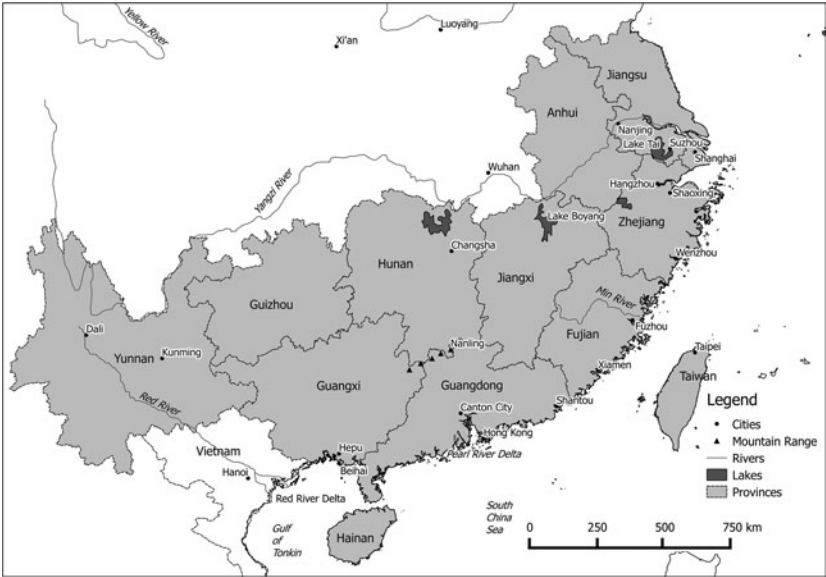 Yellow River
Luoyang
Xi'an
Jiangsu
Anhui
Nanjing
Lake Tai
Suzhou
Shanghai
Wuhan
Yangzi River
Hangzhou
Shaoxing
Lake Boyang
Zhejiang
Changsha
Hunan
Jiangxi
Wenzhou
Guizhou
Min River
Dali
Yunnan
Kunming
Nanling
Fujian
Fuzhou
Taipei
Xiamen
Taiwan
Guangxi
Guangdong
Red River
Shantou
Canton City
Hong Kong
Pearl River Delta
Vietnam
Hepu
Hanoi
Beihai
Red River Delta
Gulf
of
Tonkin
Hainan
South
China
Sea
Legend
Cities
Mountain Range
Rivers
Lakes
Provinces
0 250 500 750 km